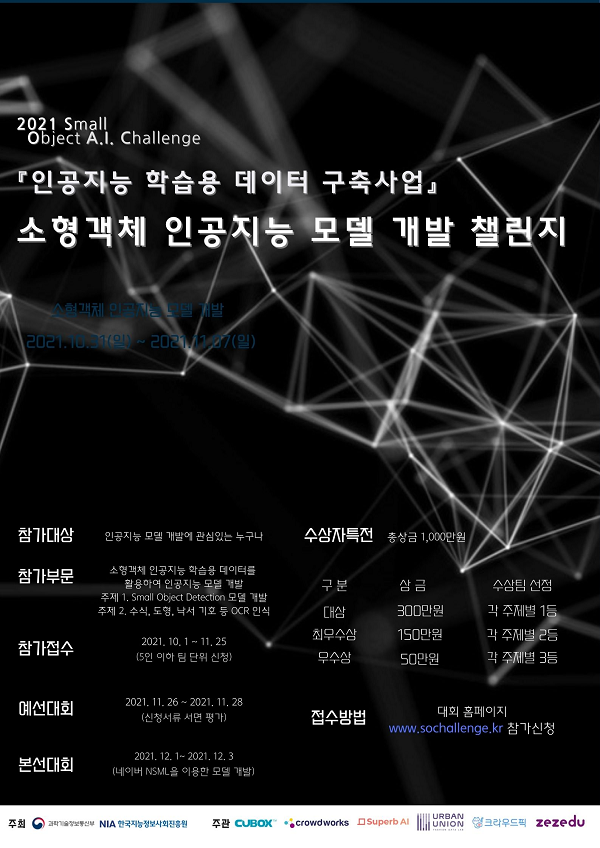 2021 Small
Object A.I. Challenge
『인공지능 학습용 데이터 구축사업』
소형객체 인공지능 모델 개발 챌린지
소형객체 인공지능 모델 개발
2021.10.31(일) ~ 2021.11.07(일)
참가대상
인공지능 모델 개발에 관심있는 누구나
참가부문
소형객체 인공지능 학습용 데이터를
활용하여 인공지능 모델 개발
주제 1. Small Object Detection 모델 개발
주제 2. 수식, 도형, 낙서 기호 등 OCR 인식
참가접수
2021. 10. 1 ~ 11. 25
(5인 이하 팀 단위 신청)
예선대회
2021. 11. 26 ~ 2021. 11. 28
(신청서류 서면 평가)
본선대회
2021. 12. 1~ 2021. 12. 3
(네이버 NSML을 이용한 모델 개발)
수상자특전 총상금 1,000만원
구 분 상 금 수상팀 선정
대상 300만원 각 주제별 1등
최우수상 150만원 각 주제별 2등
우수상 50만원 각 주제별 3등
접수방법
대회 홈페이지
www.sochallenge.kr 참가신청
주최 과학기술정보통신부 NIA 한국지능정보사회진흥원
주관 CUBOX crowdworks Superb AI URBAN UNION 크라우드픽 zezedu